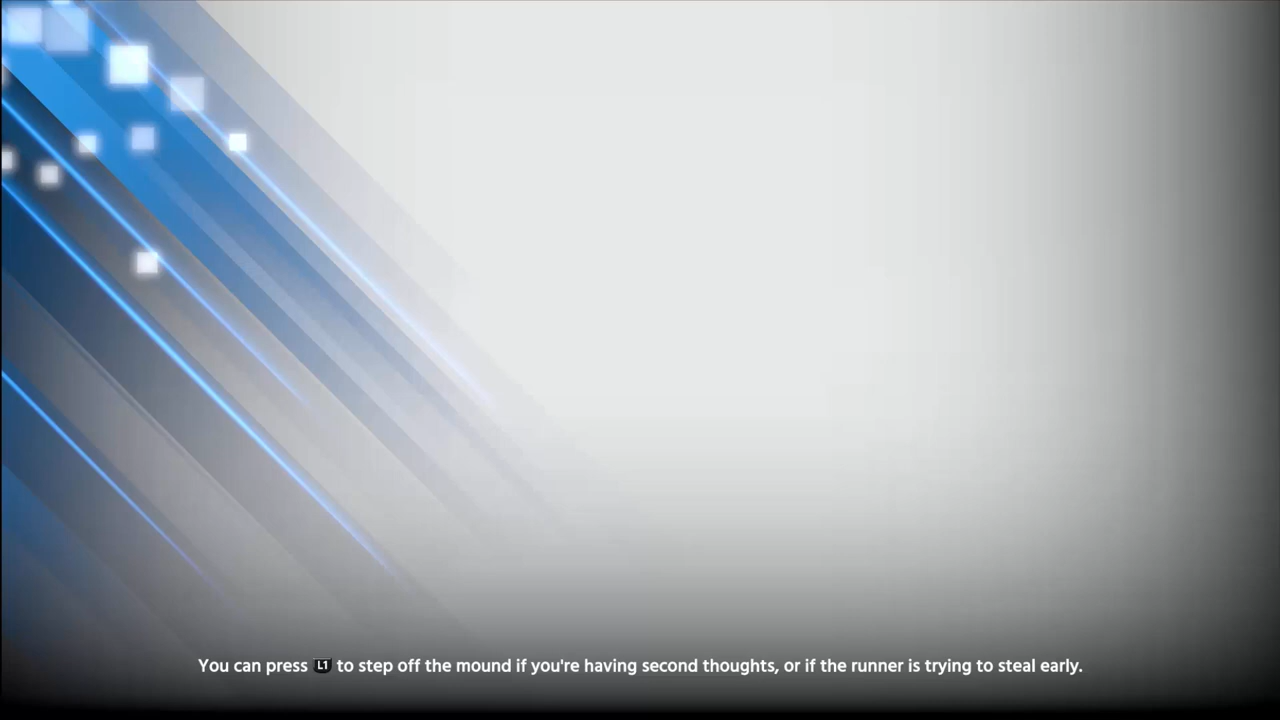 You can press L1 to step off the mound if you're having second thoughts, or if the runner is trying to steal early.